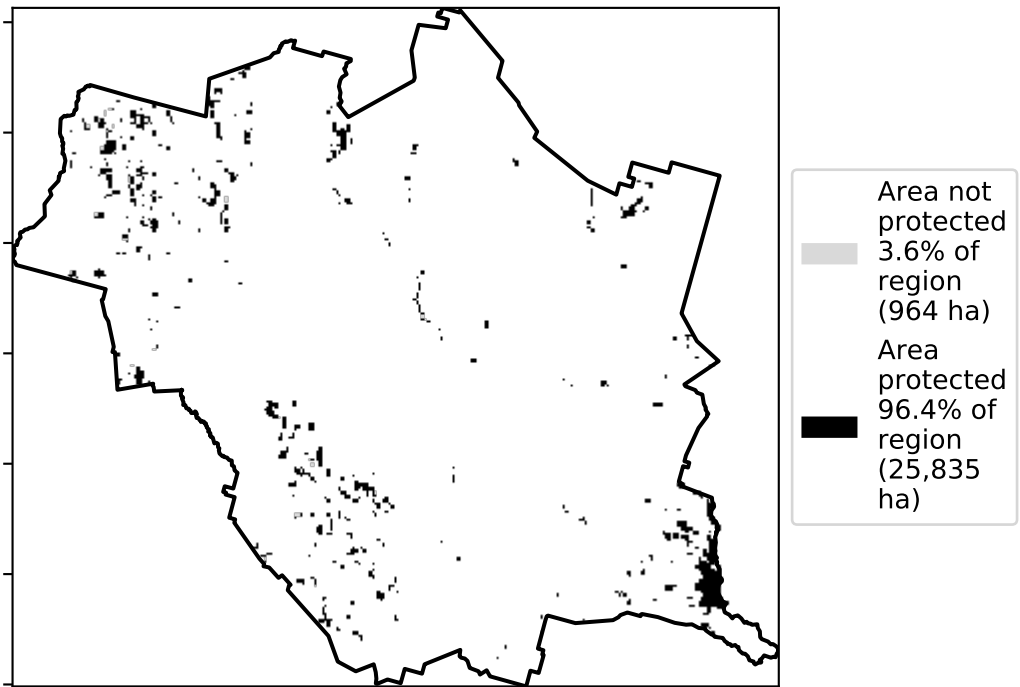 Area not
protected
3.6% of
region
(964 ha)
Area
protected
96.4% of
region
(25,835
ha)